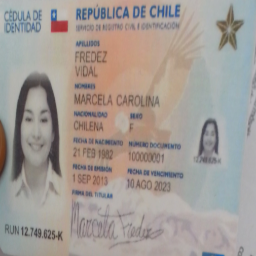 CÉDULA DE
IDENTIDAD
REPÚBLICA DE CHILE
SERVICIO DE REGISTRO CIVIL E IDENTIFICACIÓN
APELLIDOS
FREDEZ
VIDAL
NOMBRES
MARCELA CAROLINA
NACIONALIDAD SEXO
CHILENA F
FECHA DE NACIMIENTO NÚMERO DOCUMENTO
21 FEB 1982 100000001
FECHA DE EMISIÓN FECHA DE VENCIMIENTO
1 SEP 2013 10 AGO 2023
FIRMA DEL TITULAR
Marcela Fredez
RUN 12.749.625-K